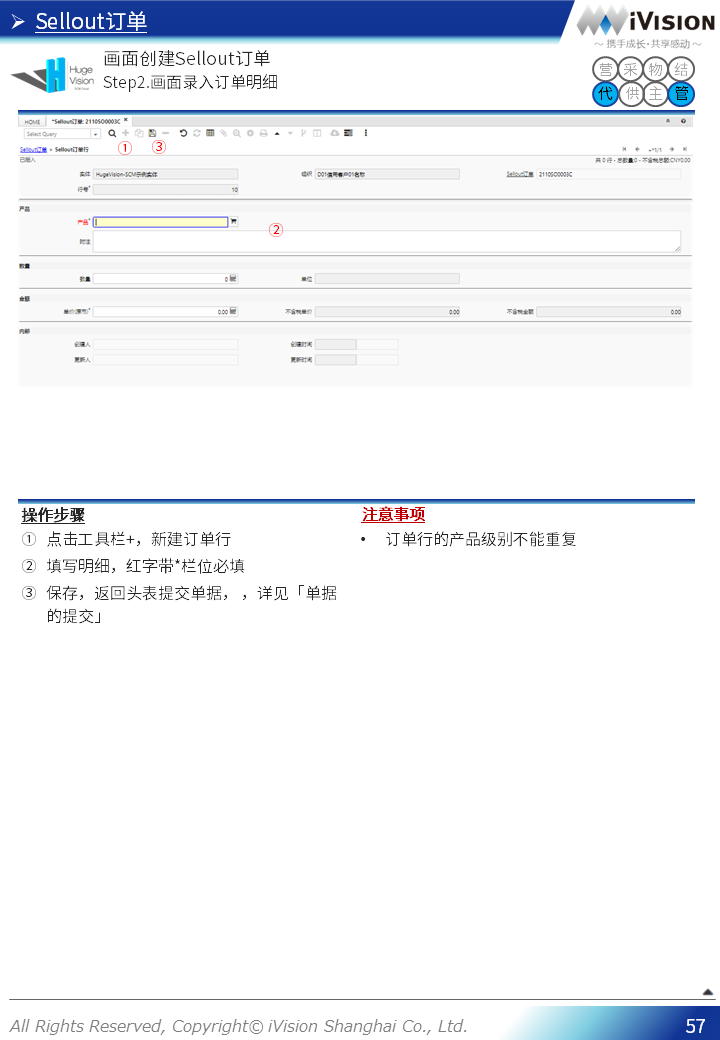 Sellout订单
iVISION
～ 携手成长·共享感动 ～
Huge
Vision
画面创建Sellout订单
Step2.画面录入订单明细
营 采 物 结
代 供 主 管
HOME *Sellout订单: 2110SO0003C
Select Query
① ③
Sellout订单 » Sellout订单行
+*1/1
已插入 共 0 行 - 总数量:0 - 不含税总额:CNY0.00
实体 HugeVision-SCM示例实体 组织 D01信用客户01名称 Sellout订单 2110SO0003C
行号* 10
产品
产品* ②
附注
数量
数量 0 单位
金额
单价(原币)* 0.00 不含税单价 0.00 不含税金额 0.00
内部
创建人 创建时间
更新人 更新时间
操作步骤
① 点击工具栏+，新建订单行
② 填写明细，红字带*栏位必填
③ 保存，返回头表提交单据， ，详见「单据
的提交」
注意事项
• 订单行的产品级别不能重复
All Rights Reserved, Copyright© iVision Shanghai Co., Ltd.
57